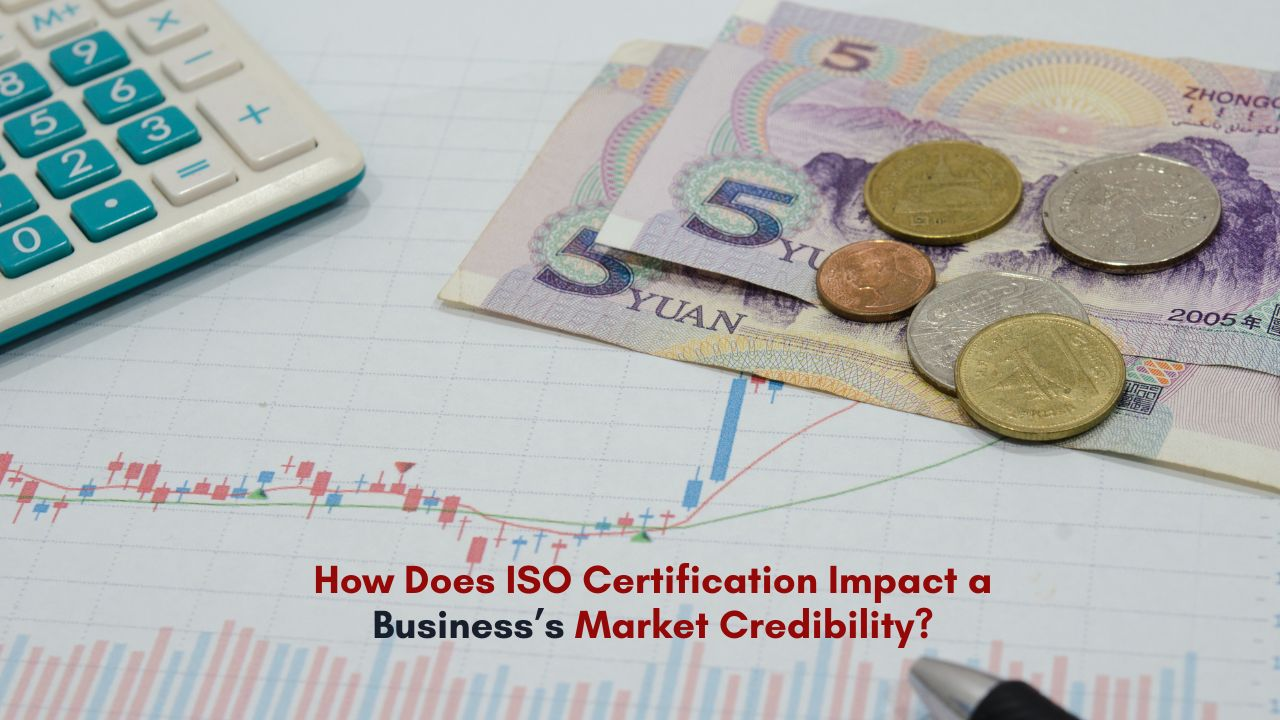 M+
×
9
−
8
6
+
5
3
2
=
•
0
5
ZHONGG
5
YU
5
YUAN
2005年
How Does ISO Certification Impact a
Business’s Market Credibility?